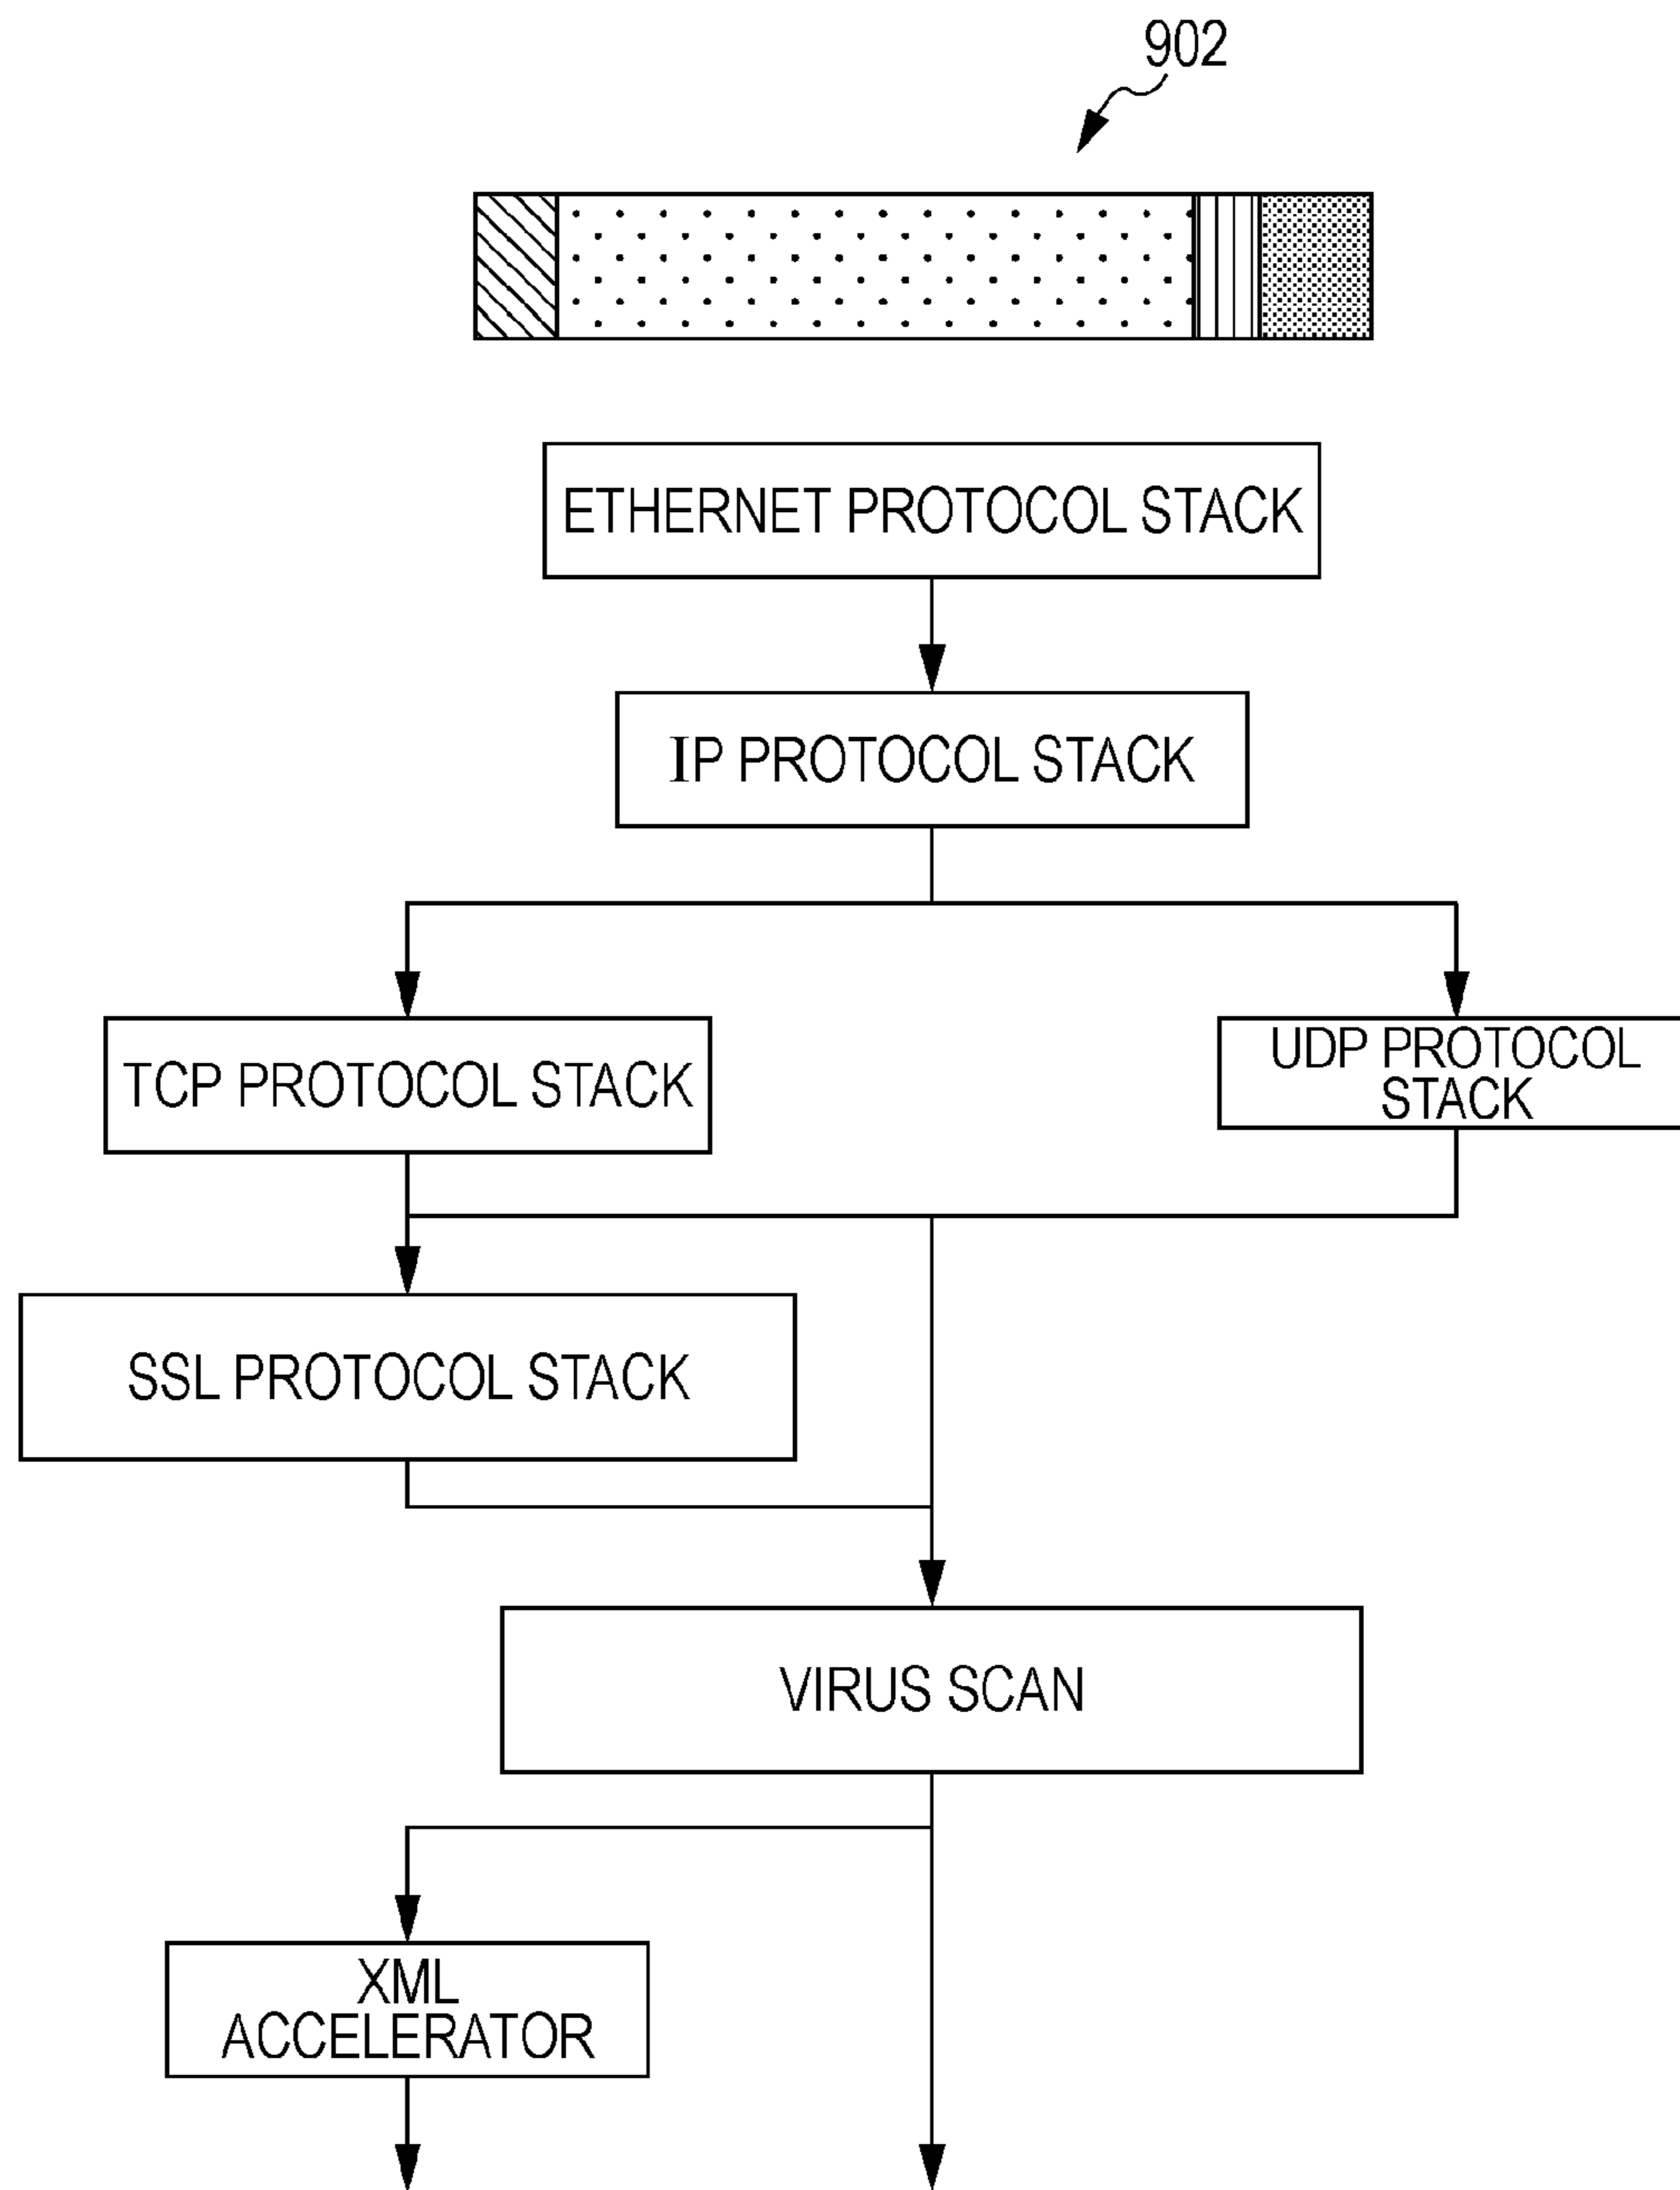 902
ETHERNET PROTOCOL STACK
IP PROTOCOL STACK
TCP PROTOCOL STACK
UDP PROTOCOL
STACK
SSL PROTOCOL STACK
VIRUS SCAN
XML
ACCELERATOR